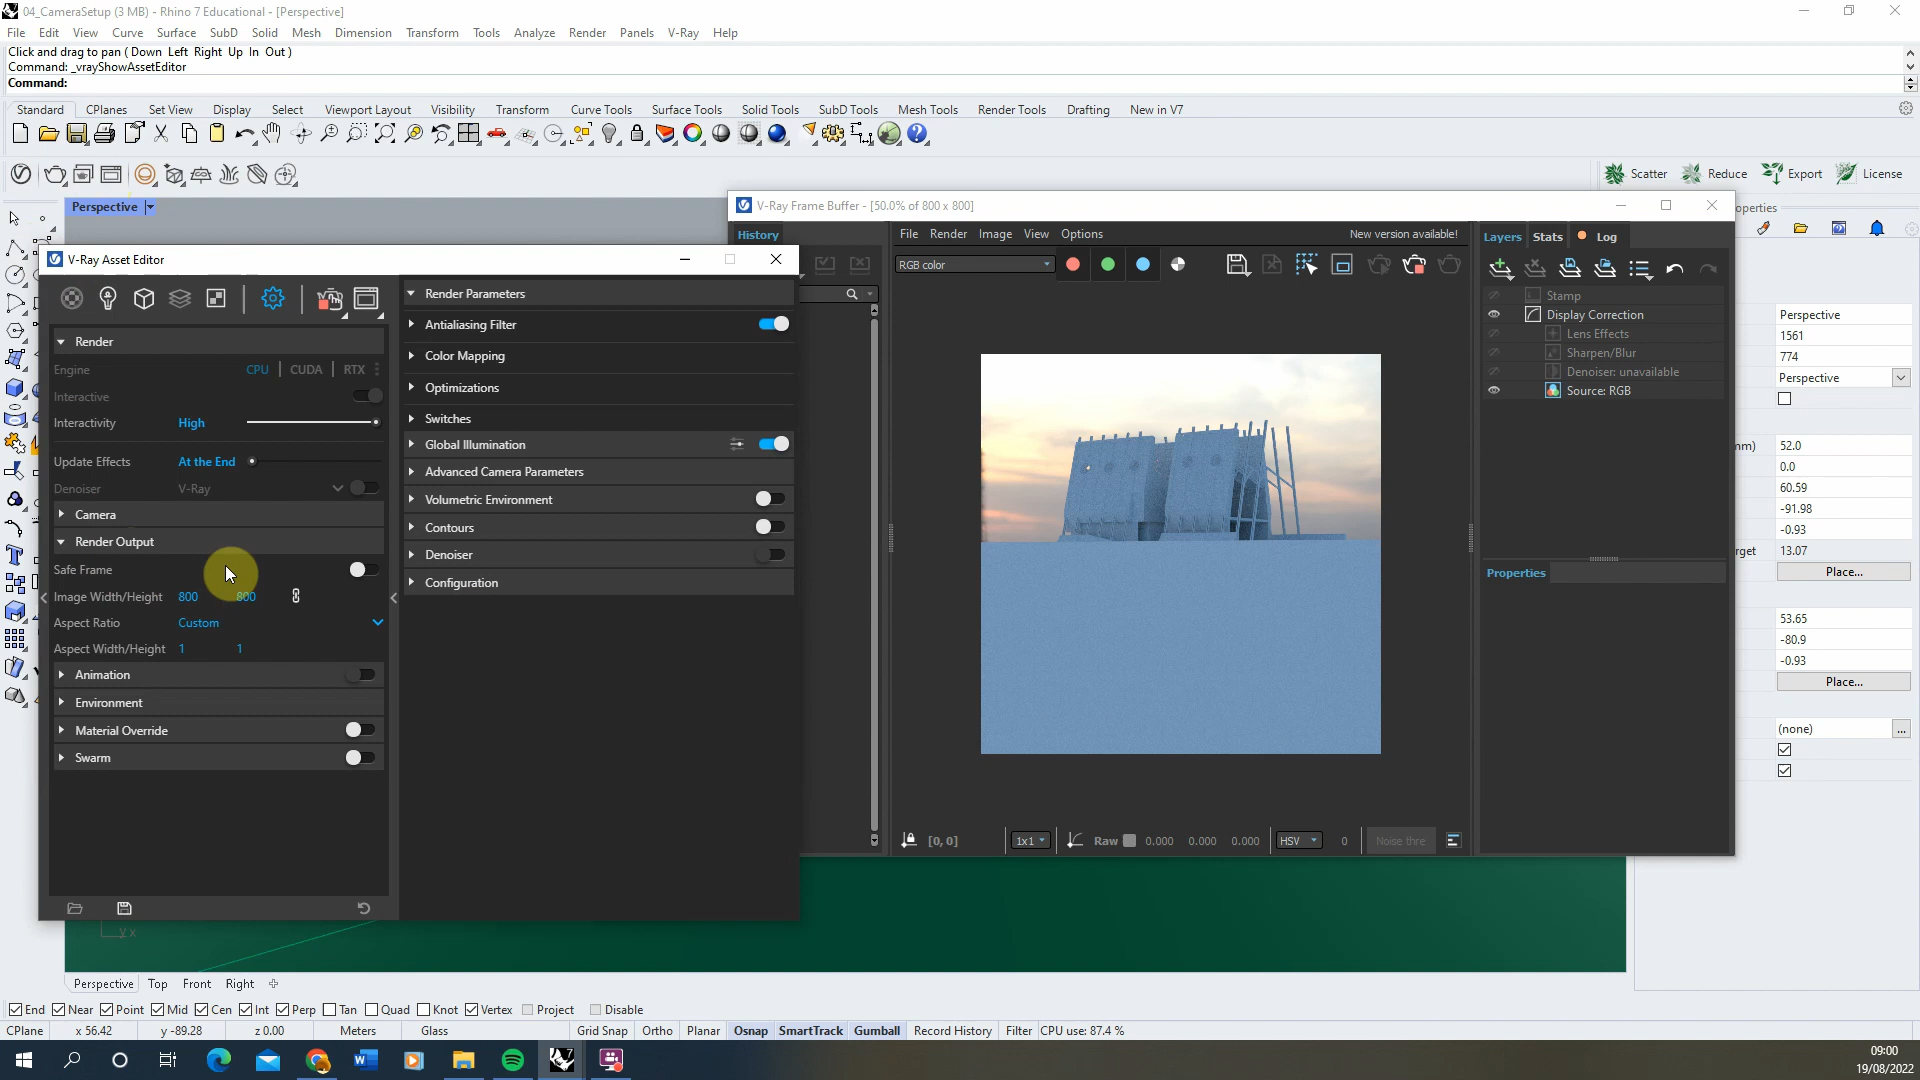 04_CameraSetup (3 MB) - Rhino 7 Educational - [Perspective]
File Edit View Curve Surface SubD Solid Mesh Dimension Transform Tools Analyze Render Panels V-Ray Help
Click and drag to pan ( Down Left Right Up In Out )
Command: _vrayShowAssetEditor
Command:
Standard CPlanes Set View Display Select Viewport Layout Visibility Transform Curve Tools Surface Tools Solid Tools SubD Tools Mesh Tools Render Tools Drafting New in V7
Scatter Reduce Export License
Perspective
V-Ray Frame Buffer - [50.0% of 800 x 800]
operties
History
File Render Image View Options New version available!
Layers Stats Log
RGB color
V-Ray Asset Editor
Render
Engine CPU CUDA RTX
Interactive
Interactivity High
Update Effects At the End
Denoiser V-Ray
Camera
Render Output
Safe Frame
Image Width/Height 800 800
Aspect Ratio Custom
Aspect Width/Height 1 1
Animation
Environment
Material Override
Swarm
Render Parameters
Antialiasing Filter
Color Mapping
Optimizations
Switches
Global Illumination
Advanced Camera Parameters
Volumetric Environment
Contours
Denoiser
Configuration
Stamp
Display Correction
Lens Effects
Sharpen/Blur
Denoiser: unavailable
Source: RGB
Properties
Perspective
1561
774
Perspective
mm) 52.0
0.0
60.59
-91.98
-0.93
rget 13.07
Place...
53.65
-80.9
-0.93
Place...
(none) ...
[0, 0] 1x1 Raw 0.000 0.000 0.000 HSV 0 Noise thre
y x
Perspective Top Front Right
End Near Point Mid Cen Int Perp Tan Quad Knot Vertex Project Disable
CPlane x 56.42 y -89.28 z 0.00 Meters Glass Grid Snap Ortho Planar Osnap SmartTrack Gumball Record History Filter CPU use: 87.4 %
09:00
19/08/2022